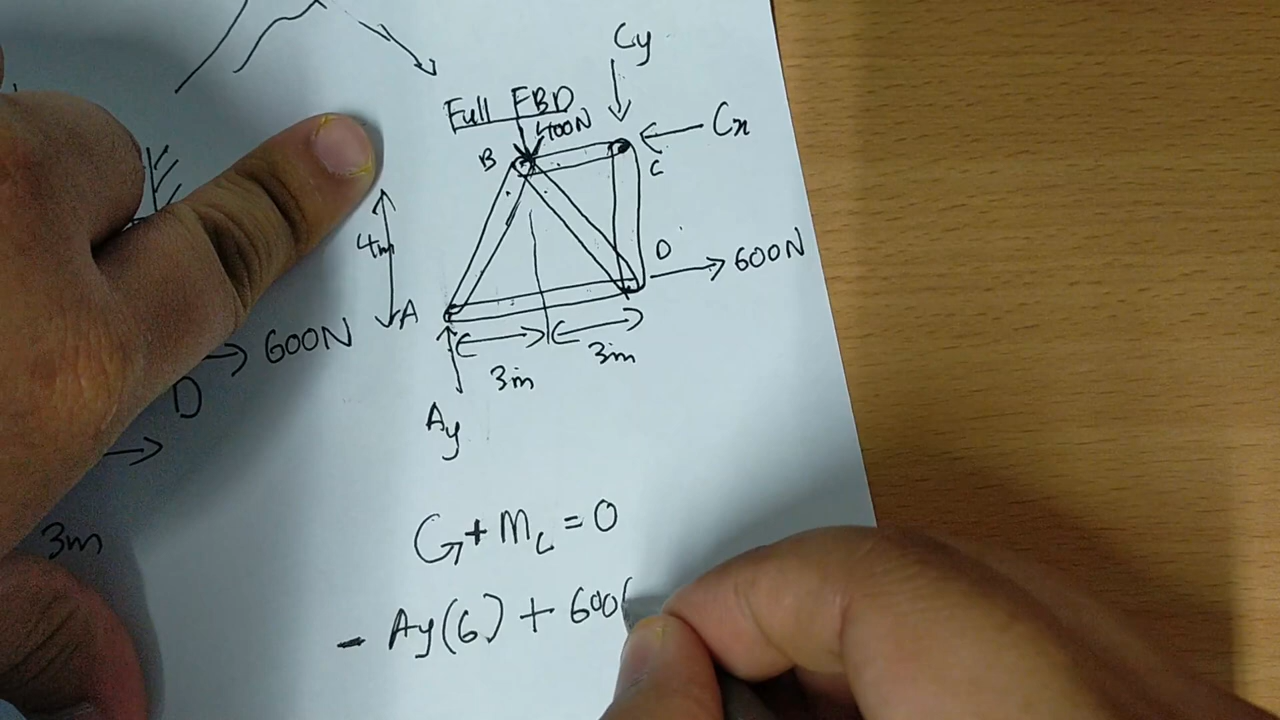 Cy
Full FBD
400N
Cx
B
C
4m
D
600N
A
600N
3m
3m
D
Ay
3m
↺+ Mc = 0
- Ay(6) + 600(